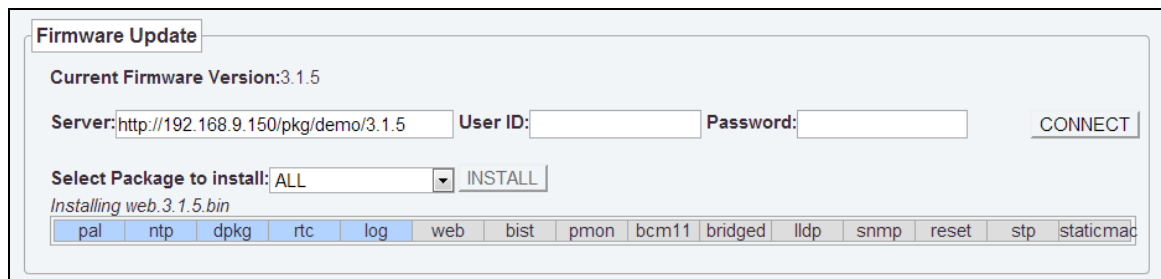 Firmware Update
Current Firmware Version:3.1.5
Server: http://192.168.9.150/pkg/demo/3.1.5 User ID: Password: CONNECT
Select Package to install: ALL INSTALL
Installing web.3.1.5.bin
pal ntp dpkg rtc log web bist pmon bcm11 bridged lldp snmp reset stp staticmac